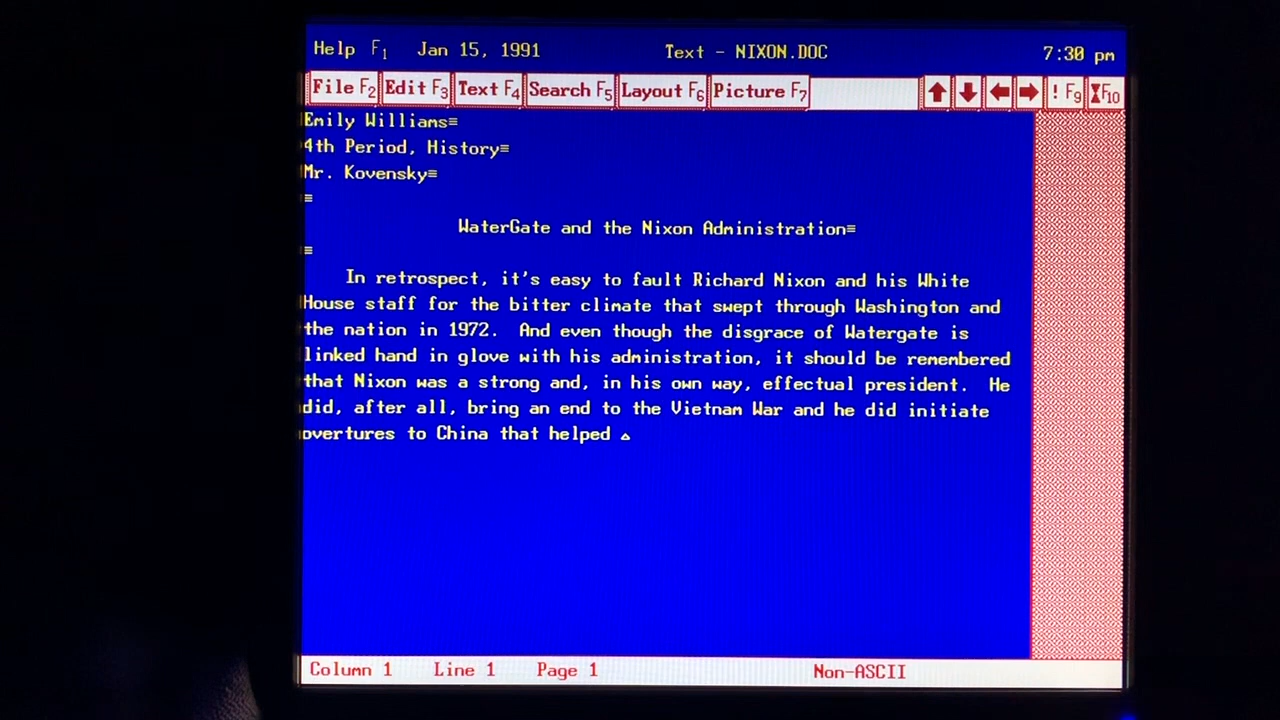 Help F1 Jan 15, 1991 Text - NIXON.DOC 7:30 pm
File F2 Edit F3 Text F4 Search F5 Layout F6 Picture F7 ! F9 F10
Emily Williams≡
4th Period, History≡
Mr. Kovensky≡
≡
WaterGate and the Nixon Administration≡
≡
In retrospect, it's easy to fault Richard Nixon and his White
House staff for the bitter climate that swept through Washington and
the nation in 1972. And even though the disgrace of Watergate is
linked hand in glove with his administration, it should be remembered
that Nixon was a strong and, in his own way, effectual president. He
did, after all, bring an end to the Vietnam War and he did initiate
overtures to China that helped
Column 1 Line 1 Page 1 Non-ASCII